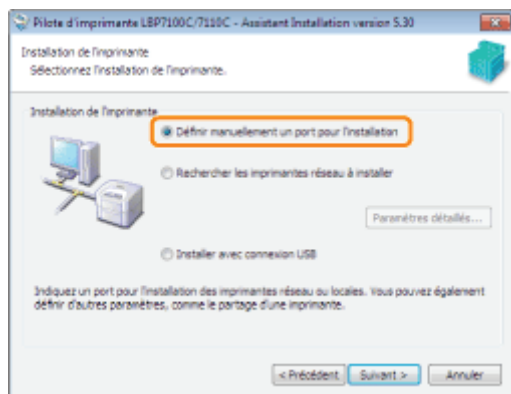 Pilote d'imprimante LBP7100C/7110C - Assistant Installation version 5.30
Installation de l'imprimante
Sélectionnez l'installation de l'imprimante.
Installation de l'imprimante
Définir manuellement un port pour l'installation
Rechercher les imprimantes réseau à installer
Paramètres détaillés...
Installer avec connexion USB
Indiquez un port pour l'installation des imprimantes réseau ou locales. Vous pouvez également
définir d'autres paramètres, comme le partage d'une imprimante.
< Précédent
Suivant >
Annuler